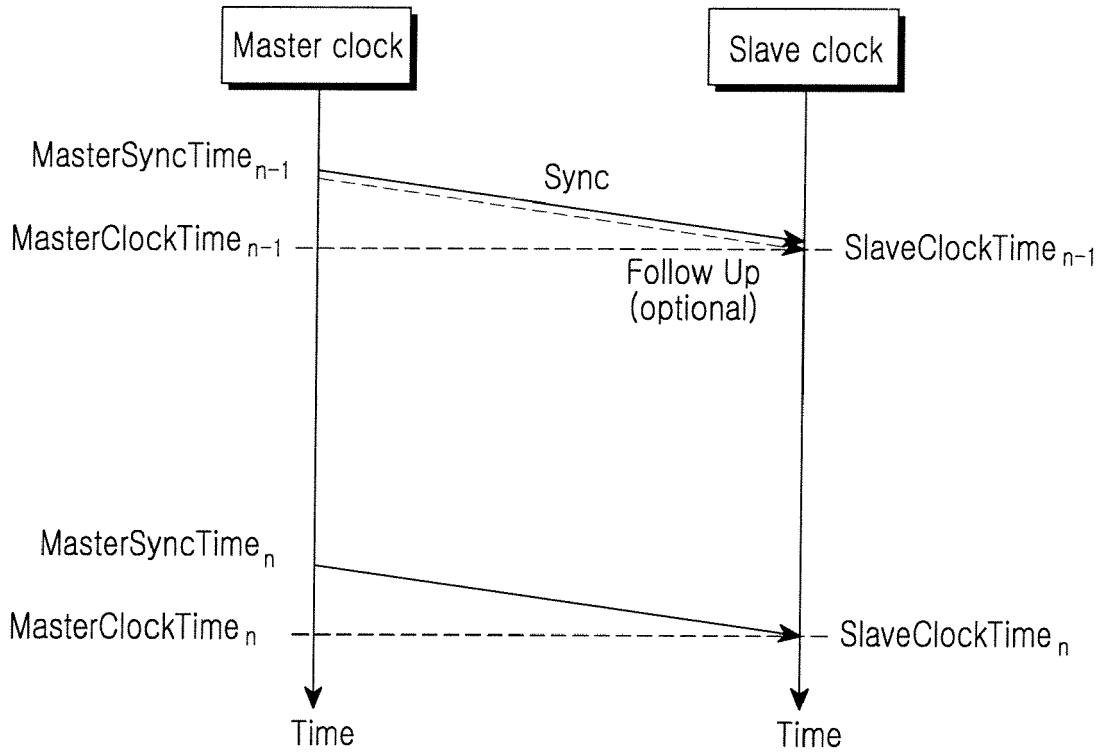 Master clock
Slave clock
MasterSyncTime n-1
Sync
MasterClockTime n-1
SlaveClockTime n-1
Follow Up
(optional)
MasterSyncTime n
MasterClockTime n
SlaveClockTime n
Time
Time